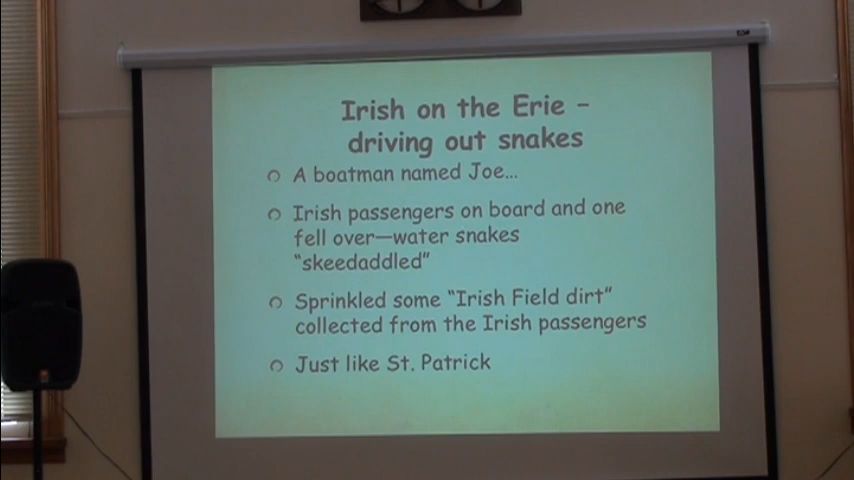 Irish on the Erie –
driving out snakes
A boatman named Joe...
Irish passengers on board and one
fell over—water snakes
“skeedaddled”
Sprinkled some “Irish Field dirt”
collected from the Irish passengers
Just like St. Patrick